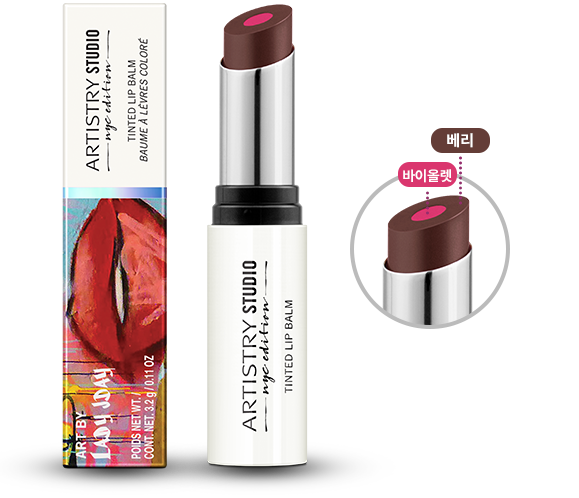 ARTISTRY STUDIO
nyc edition
TINTED LIP BALM
BAUME À LÈVRES COLORÉ
ART BY
LADY JDAY
POIDS NET WT. /
CONT. NET. 3.2 g / 0.11 OZ
ARTISTRY STUDIO
nyc edition
TINTED LIP BALM
베리
바이올렛